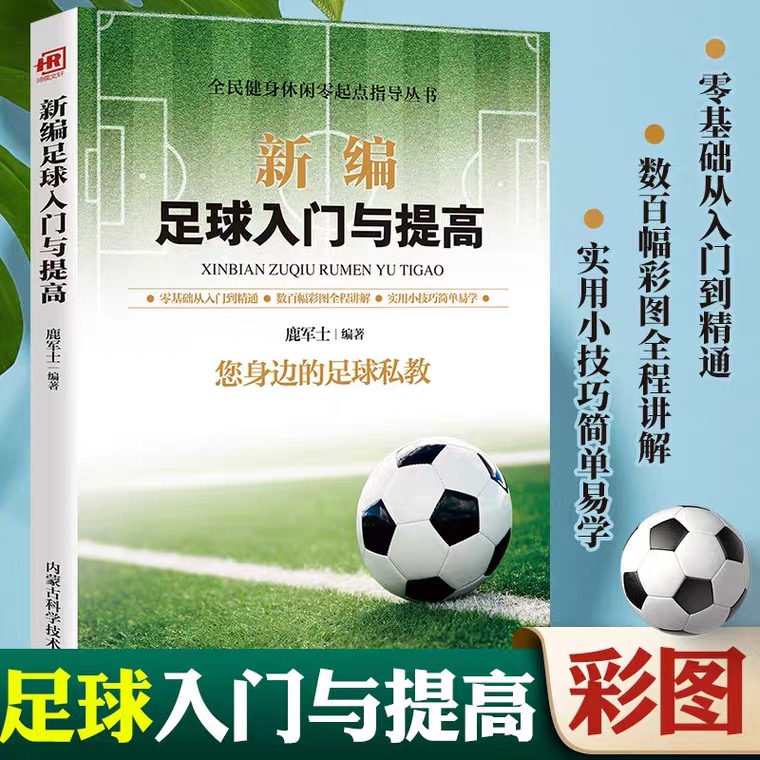 HR
鸿儒文轩
新编足球入门与提高
鹿军士 编著
内蒙古科学技术
全民健身休闲零起点指导丛书
新编
足球入门与提高
XINBIAN ZUQIU RUMEN YU TIGAO
零基础从入门到精通 数百幅彩图全程讲解 实用小技巧简单易学
鹿军士 编著
您身边的足球私教
零基础从入门到精通
数百幅彩图全程讲解
实用小技巧简单易学
足球入门与提高
彩图